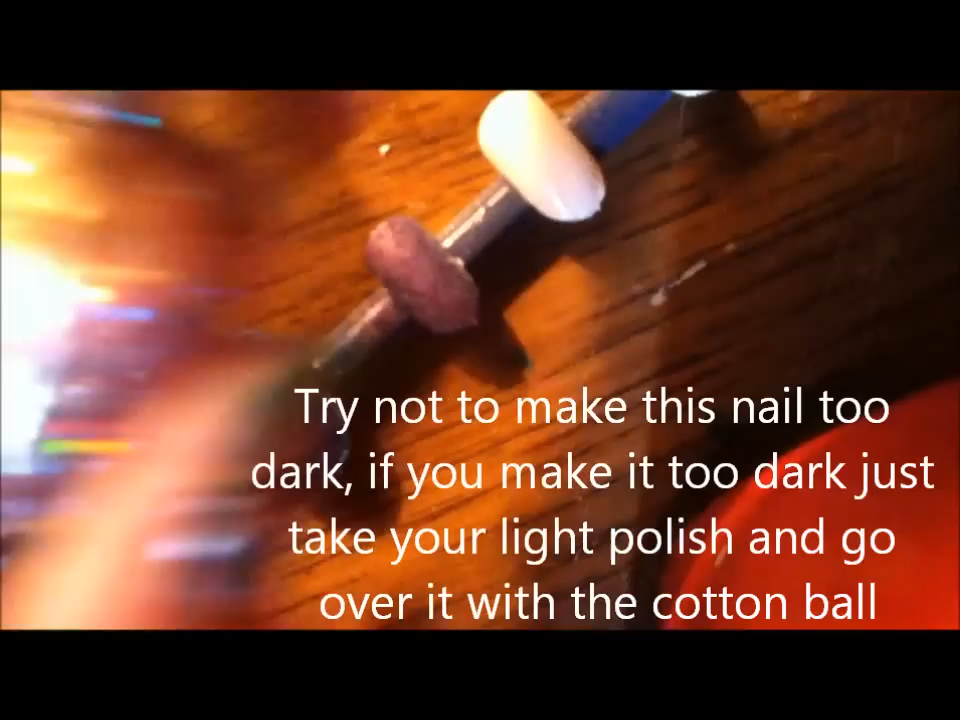 Try not to make this nail too
dark, if you make it too dark just
take your light polish and go
over it with the cotton ball